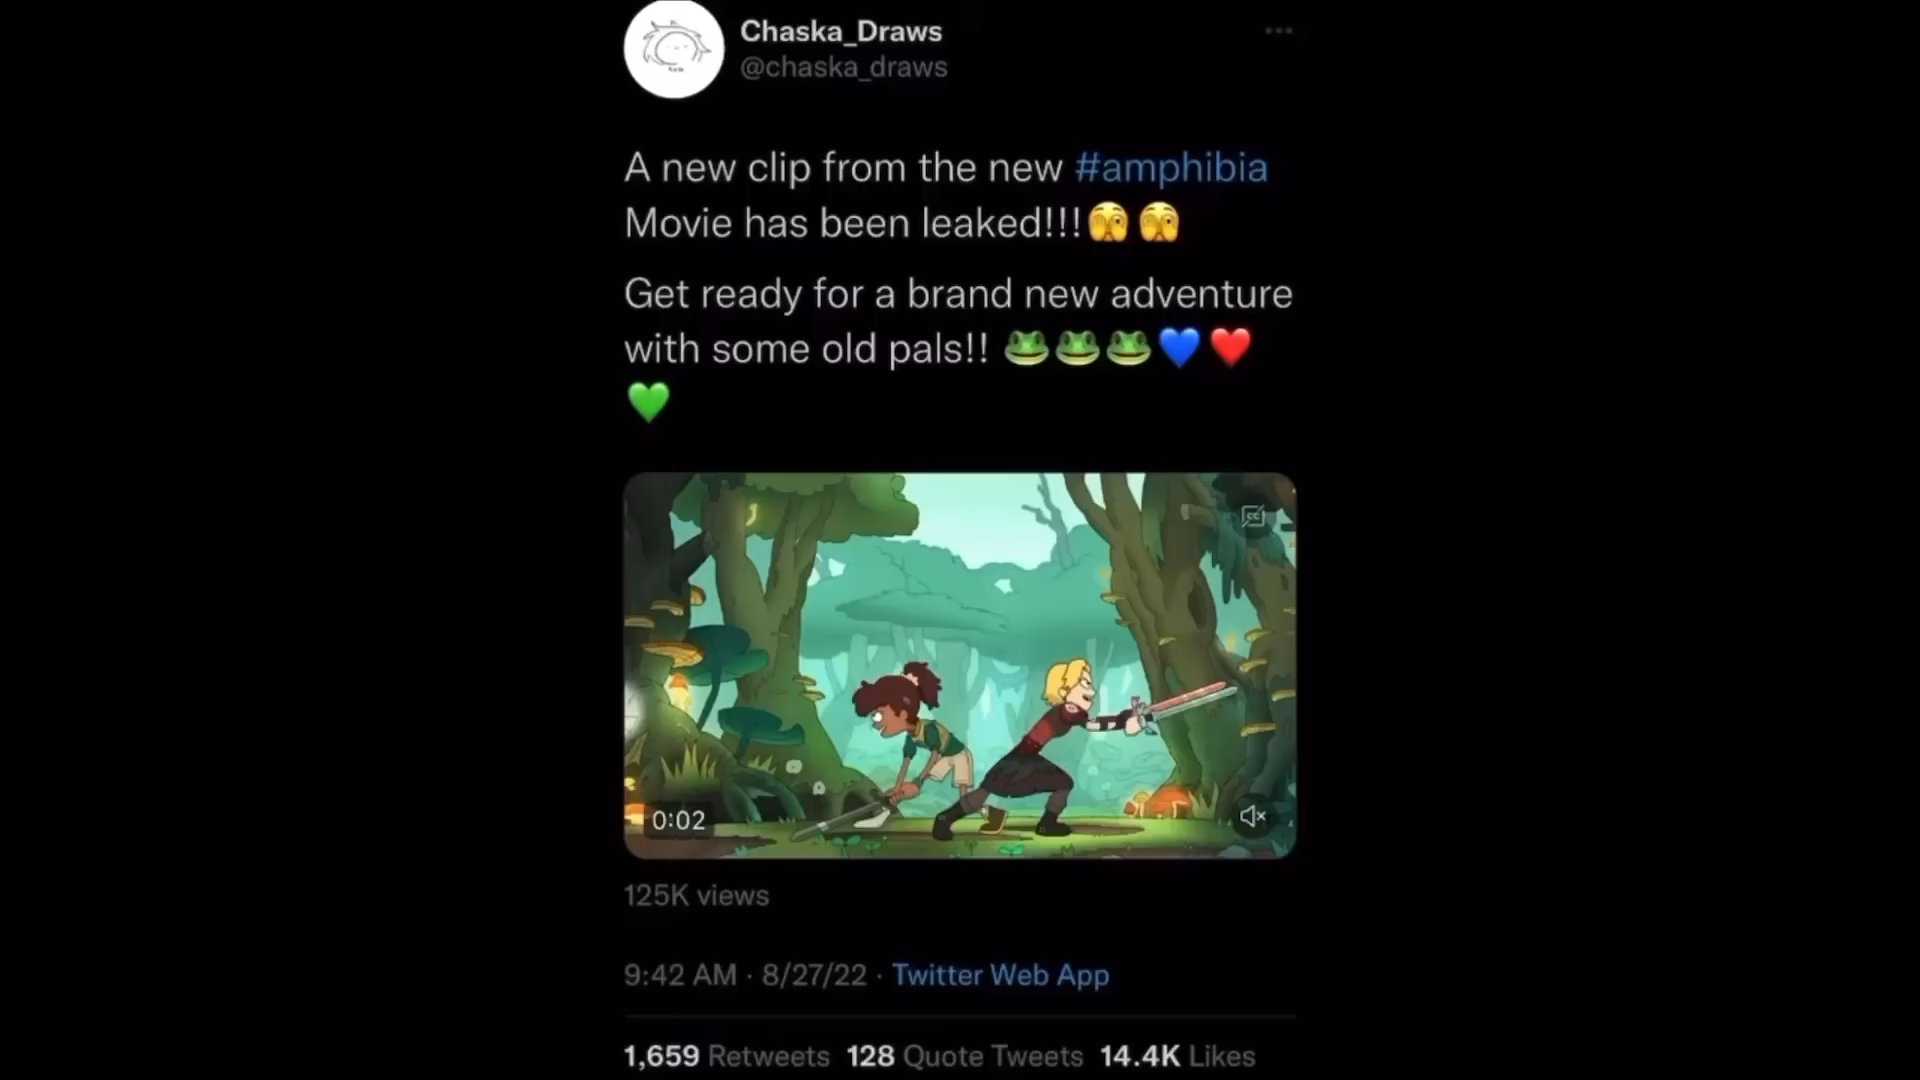 Chaska_Draws
@chaska_draws
A new clip from the new #amphibia
Movie has been leaked!!!🫣🫣
Get ready for a brand new adventure
with some old pals!! 🐸🐸🐸💙❤️
💚
CC
0:02
125K views
9:42 AM · 8/27/22 · Twitter Web App
1,659 Retweets 128 Quote Tweets 14.4K Likes